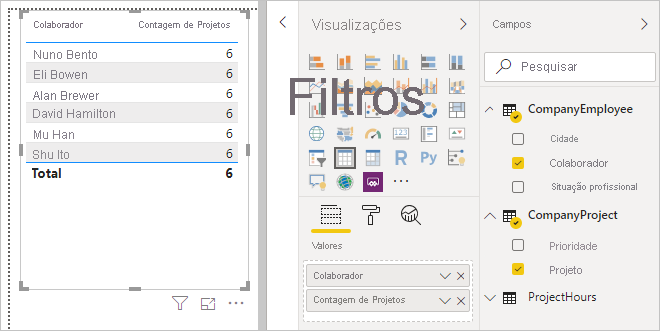 Colaborador Contagem de Projetos
Nuno Bento 6
Eli Bowen 6
Alan Brewer 6
David Hamilton 6
Mu Han 6
Shu Ito 6
Total 6
Visualizações
Filtros
R Py
123
Valores
Colaborador
Contagem de Projetos
Campos
Pesquisar
CompanyEmployee
Cidade
Colaborador
Situação profissional
CompanyProject
Prioridade
Projeto
ProjectHours